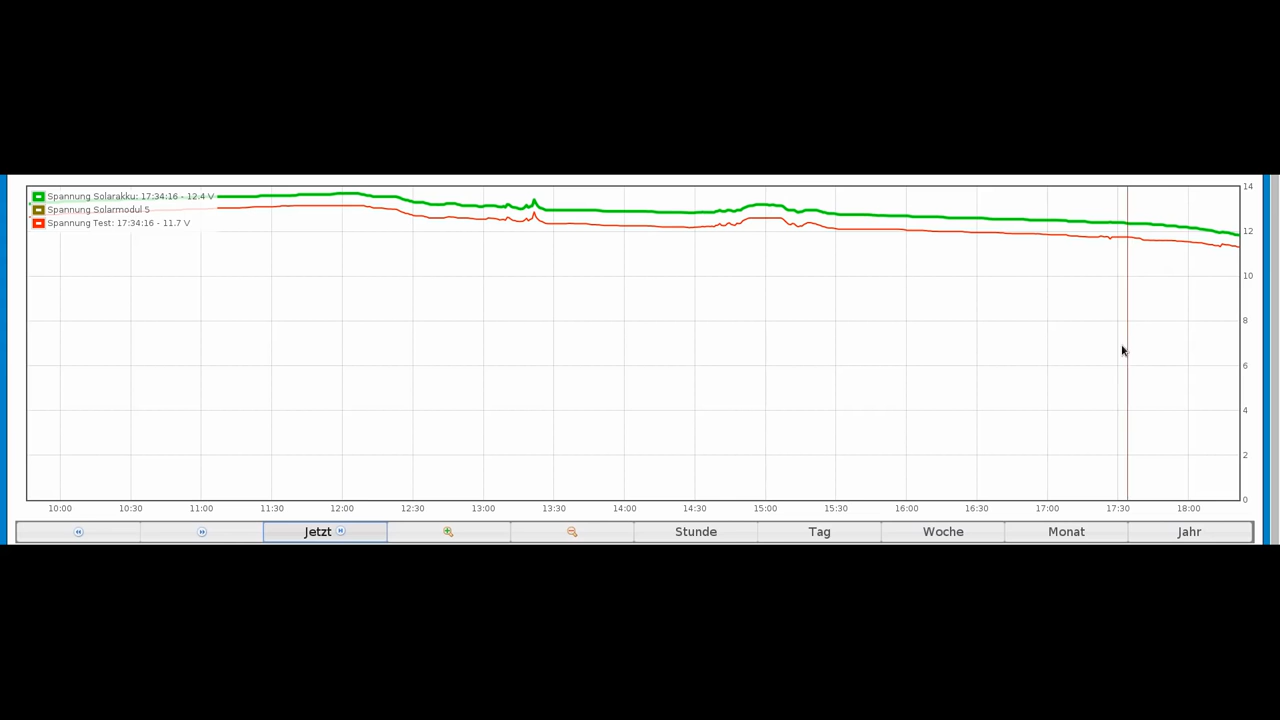 Spannung Solarakku: 17:34:16 - 12.4 V
Spannung Solarmodul 5
Spannung Test: 17:34:16 - 11.7 V
14
12
10
8
6
4
2
0
10:00 10:30 11:00 11:30 12:00 12:30 13:00 13:30 14:00 14:30 15:00 15:30 16:00 16:30 17:00 17:30 18:00
Jetzt Stunde Tag Woche Monat Jahr